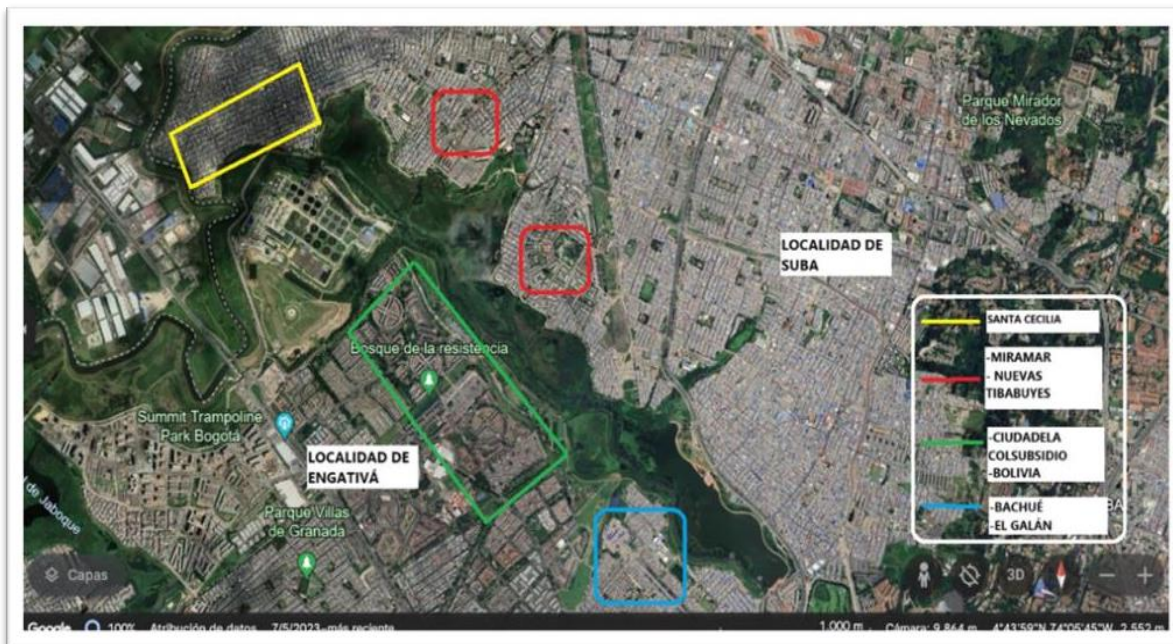 Parque Mirador
de los Nevados
LOCALIDAD DE
SUBA
SANTA CECILIA
-MIRAMAR
- NUEVAS
TIBABUYES
-CIUDADELA
COLSUBSIDIO
-BOLIVIA
-BACHUÉ
-EL GALÁN
BA
Bosque de la resistencia
Summit Trampoline
Park Bogotá
LOCALIDAD DE
ENGATIVÁ
Parque Villas
de Granada
l de Jaboque
Capas
3D
Google 100% Atribución de datos 7/5/2023-más reciente 1.000 m Cámara: 9.864 m 4°43'59"N 74°05'45"W 2.552 m